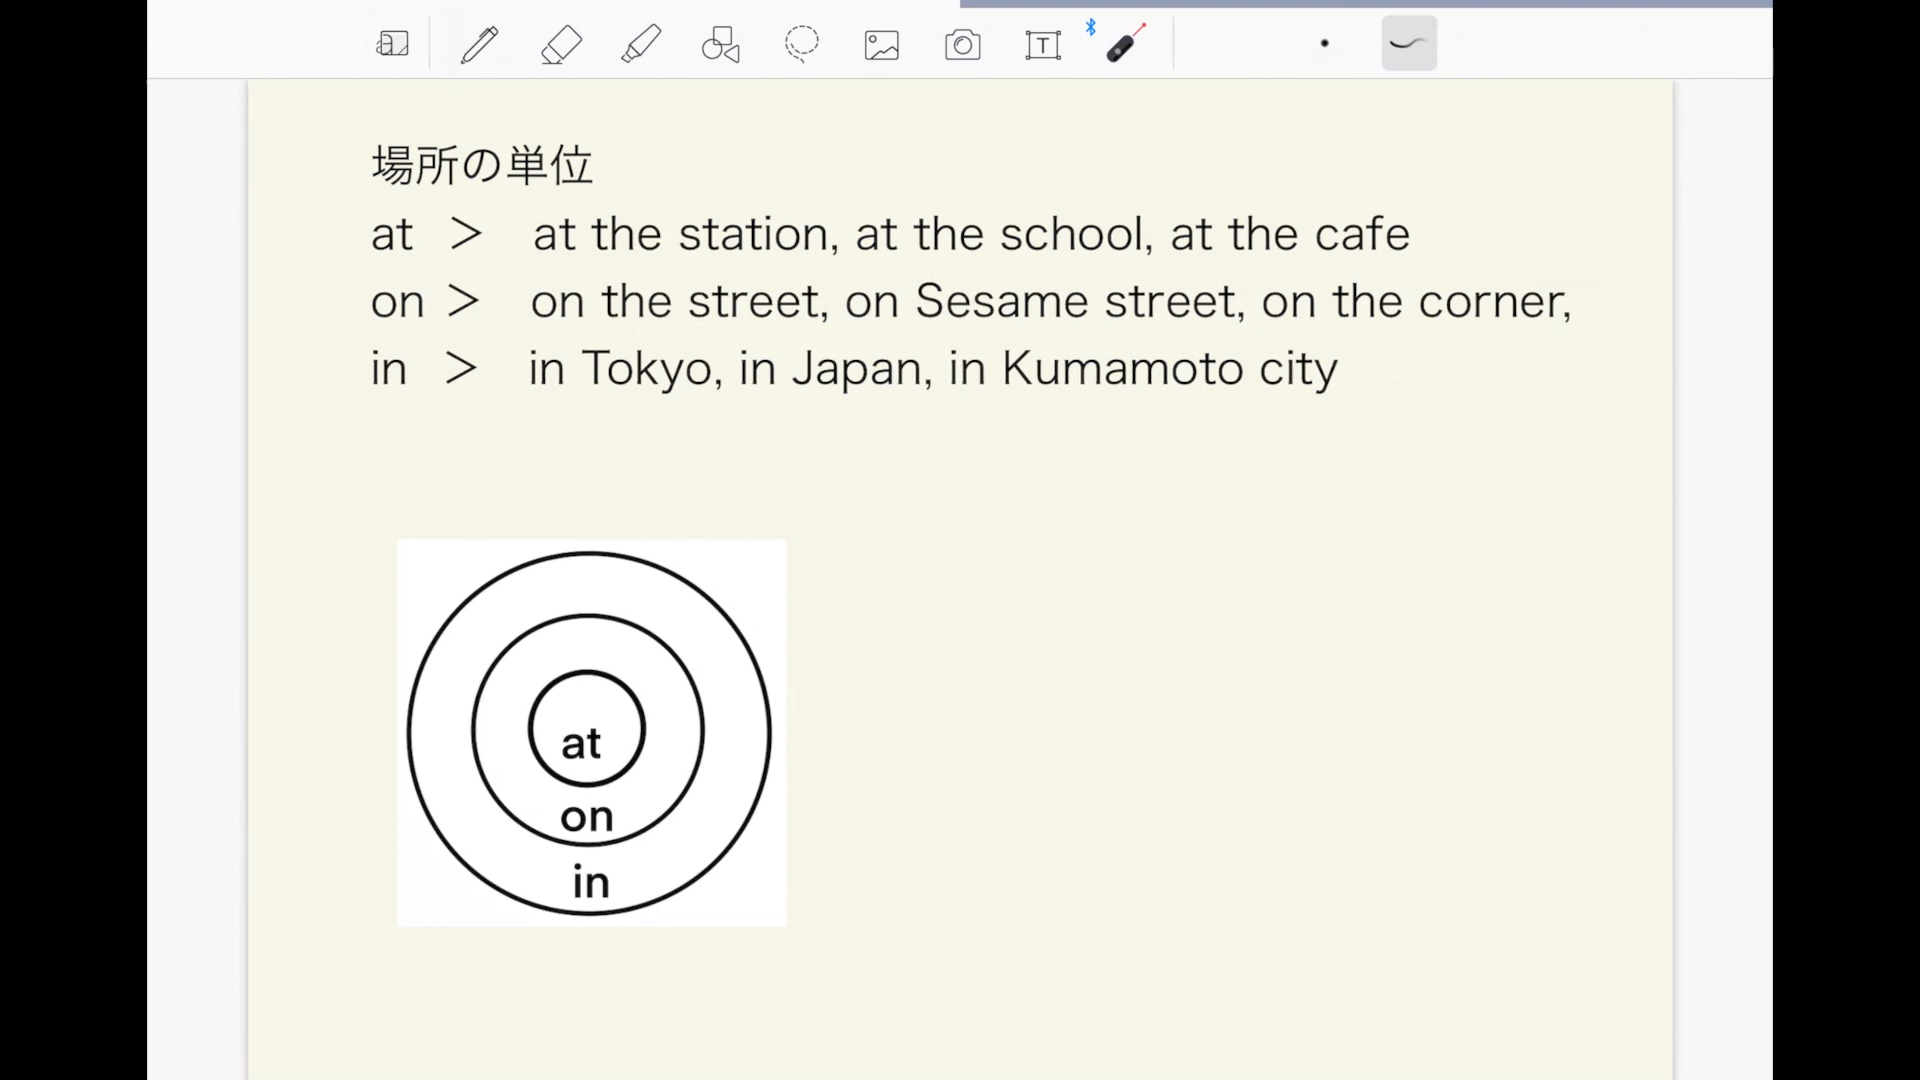 場所の単位
at > at the station, at the school, at the cafe
on > on the street, on Sesame street, on the corner,
in > in Tokyo, in Japan, in Kumamoto city
at
on
in